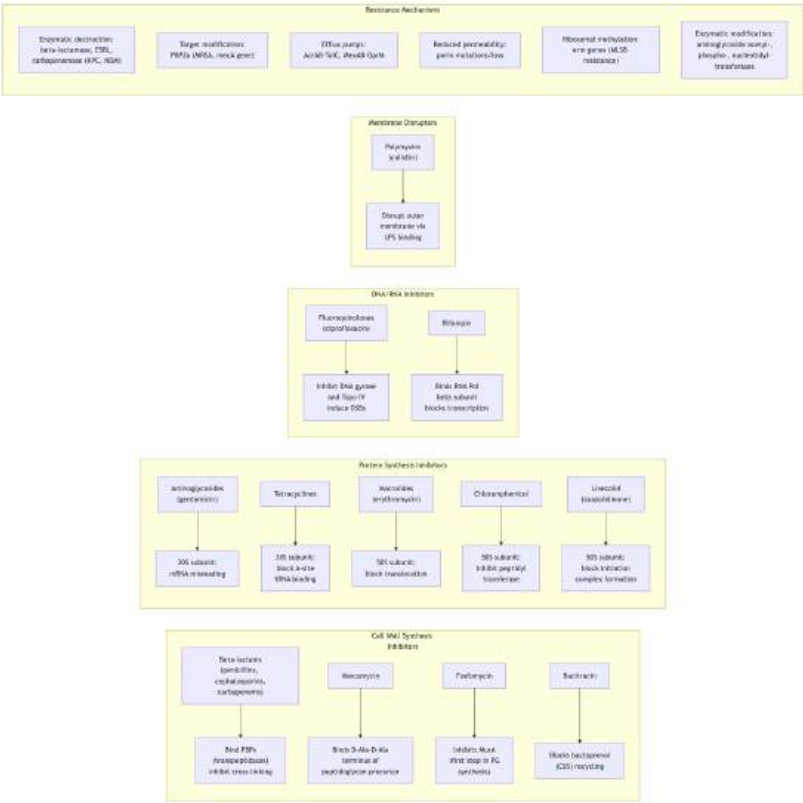 Resistance Mechanisms
Enzymatic destruction:
beta-lactamase, ESBL,
carbapenemase (KPC, NDM)
Target modification:
PBP2a (MRSA, mecA gene)
Efflux pumps:
AcrAB-TolC, MexAB-OprM
Reduced permeability:
porin mutations/loss
Ribosomal methylation:
erm genes (MLSB
resistance)
Enzymatic modification:
aminoglycoside acetyl-,
phospho-, nucleotidyl-
transferases
Membrane Disruptors
Polymyxins
(colistin)
Disrupt outer
membrane via
LPS binding
DNA/RNA Inhibitors
Fluoroquinolones
(ciprofloxacin)
Rifampin
Inhibit DNA gyrase
and Topo IV
induce DSBs
Binds RNA Pol
beta subunit
blocks transcription
Protein Synthesis Inhibitors
Aminoglycosides
(gentamicin)
Tetracyclines
Macrolides
(erythromycin)
Chloramphenicol
Linezolid
(oxazolidinone)
30S subunit:
mRNA misreading
30S subunit:
block A-site
tRNA binding
50S subunit:
block translocation
50S subunit:
inhibit peptidyl
transferase
50S subunit:
block initiation
complex formation
Cell Wall Synthesis
Inhibitors
Beta-lactams
(penicillins,
cephalosporins,
carbapenems)
Vancomycin
Fosfomycin
Bacitracin
Bind PBPs
(transpeptidases)
inhibit cross-linking
Binds D-Ala-D-Ala
terminus of
peptidoglycan precursor
Inhibits MurA
(first step in PG
synthesis)
Blocks bactoprenol
(C55) recycling